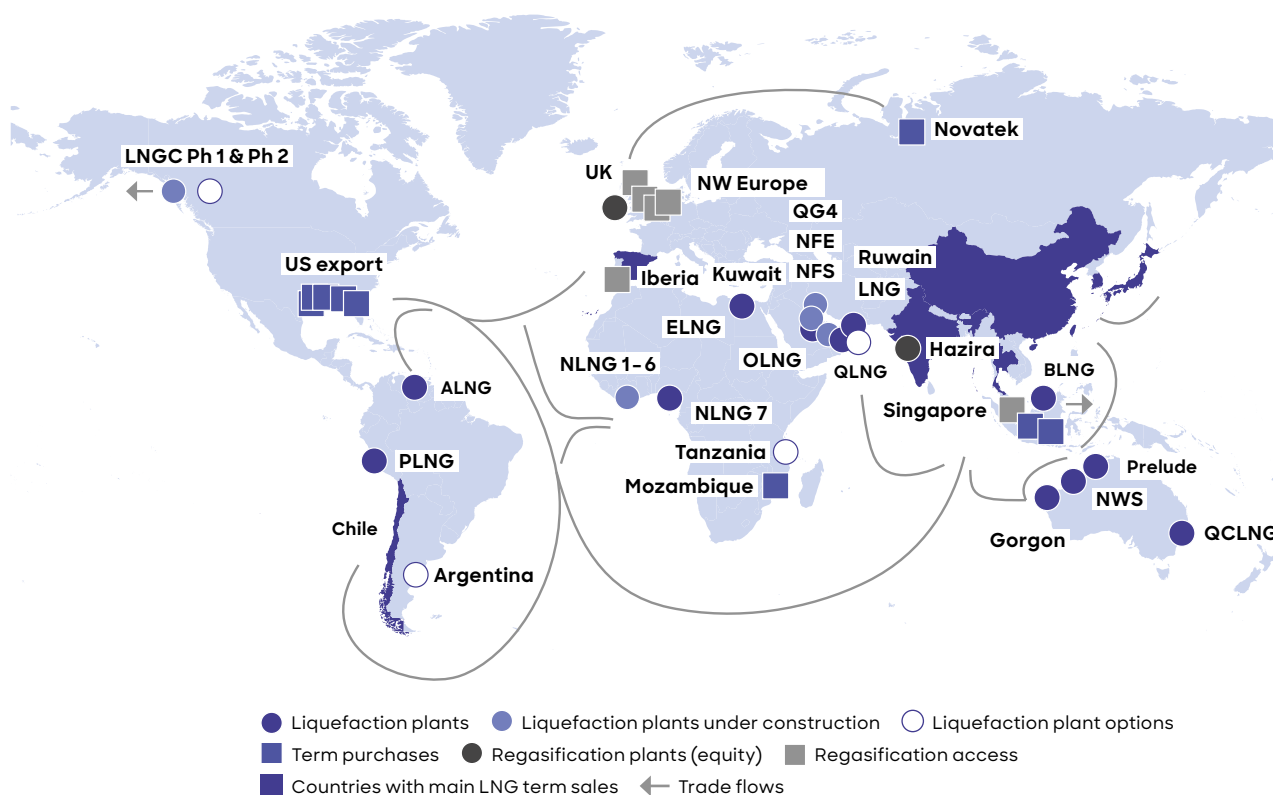 Novatek
LNGC Ph 1 & Ph 2
UK
NW Europe
QG4
NFE
NFS
Ruwain
LNG
US export
Iberia
Kuwait
ELNG
OLNG
QLNG
Hazira
NLNG 1–6
NLNG 7
BLNG
Singapore
ALNG
Tanzania
Mozambique
PLNG
Prelude
NWS
Gorgon
QCLNG
Chile
Argentina
Liquefaction plants
Liquefaction plants under construction
Liquefaction plant options
Term purchases
Regasification plants (equity)
Regasification access
Countries with main LNG term sales
Trade flows